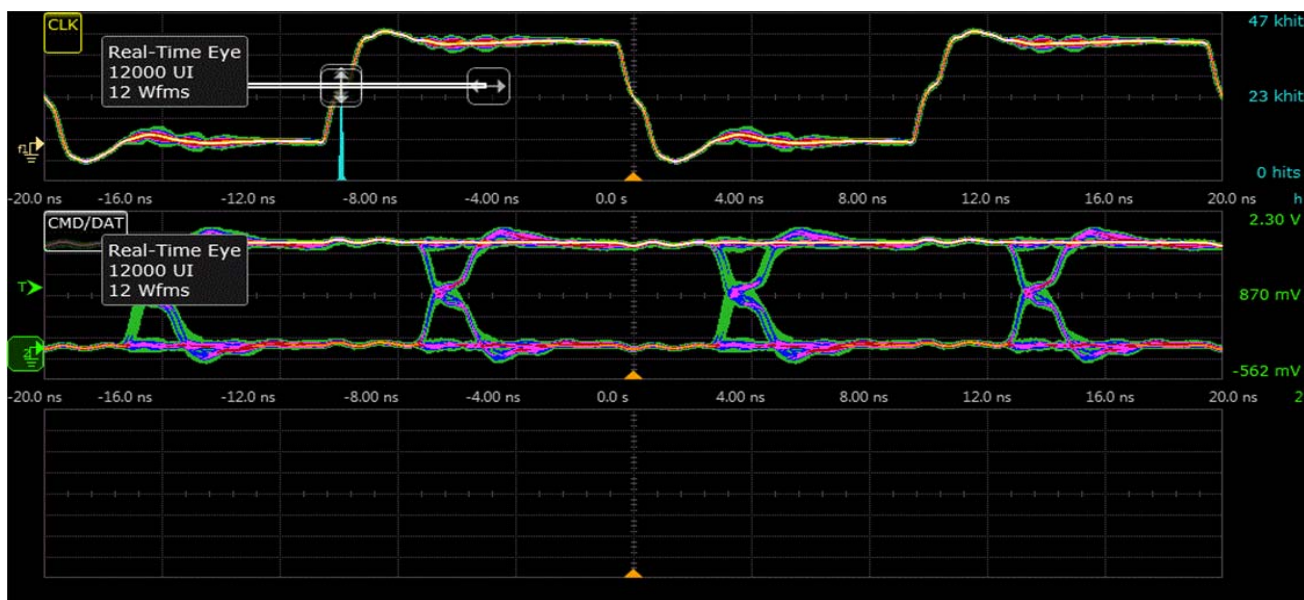 CLK
47 khit
Real-Time Eye
12000 UI
12 Wfms
23 khit
f1
0 hits
-20.0 ns -16.0 ns -12.0 ns -8.00 ns -4.00 ns 0.0 s 4.00 ns 8.00 ns 12.0 ns 16.0 ns 20.0 ns h
CMD/DAT
2.30 V
Real-Time Eye
12000 UI
12 Wfms
T
870 mV
2
-562 mV
-20.0 ns -16.0 ns -12.0 ns -8.00 ns -4.00 ns 0.0 s 4.00 ns 8.00 ns 12.0 ns 16.0 ns 20.0 ns 2